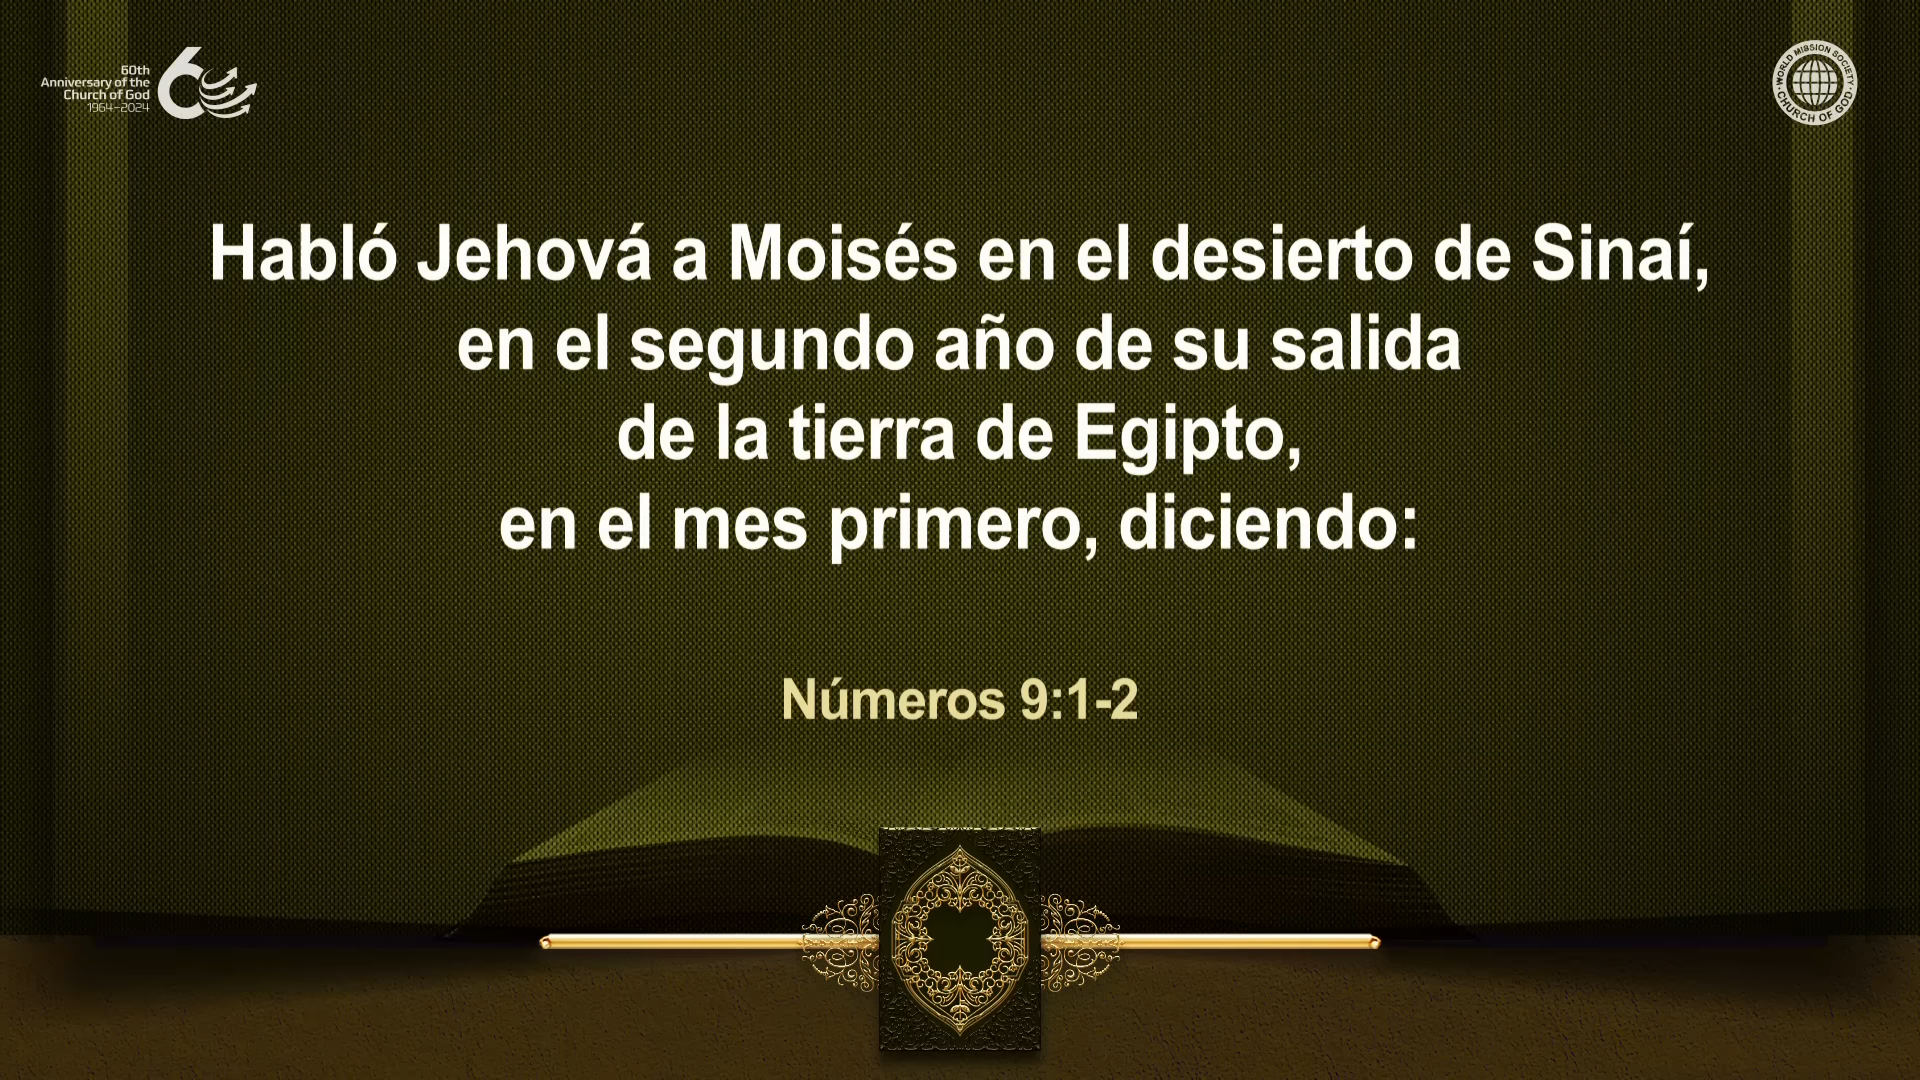 60th
Anniversary of the
Church of God
1964–2024
60
WORLD MISSION SOCIETY
CHURCH OF GOD
Habló Jehová a Moisés en el desierto de Sinaí,
en el segundo año de su salida
de la tierra de Egipto,
en el mes primero, diciendo:
Números 9:1-2